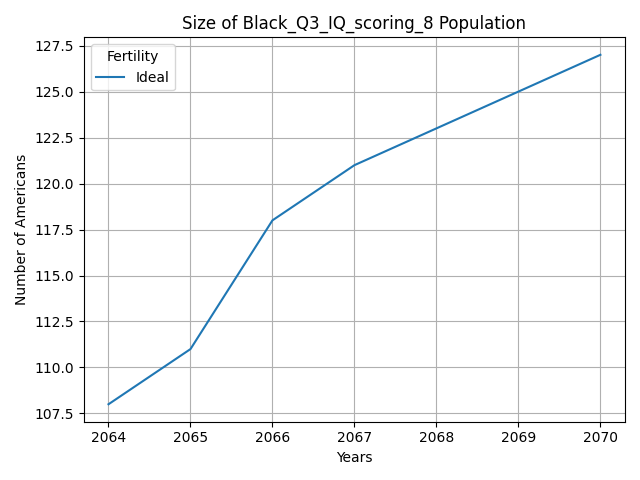 Size of Black_Q3_IQ_scoring_8 Population
Fertility
Ideal
127.5
125.0
122.5
120.0
117.5
115.0
112.5
110.0
107.5
Number of Americans
2064 2065 2066 2067 2068 2069 2070
Years